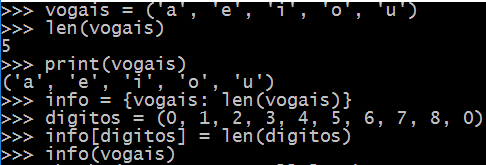 >>> vogais = ('a', 'e', 'i', 'o', 'u')
>>> len(vogais)
5
>>> print(vogais)
('a', 'e', 'i', 'o', 'u')
>>> info = {vogais: len(vogais)}
>>> digitos = (0, 1, 2, 3, 4, 5, 6, 7, 8, 0)
>>> info[digitos] = len(digitos)
>>> info(vogais)